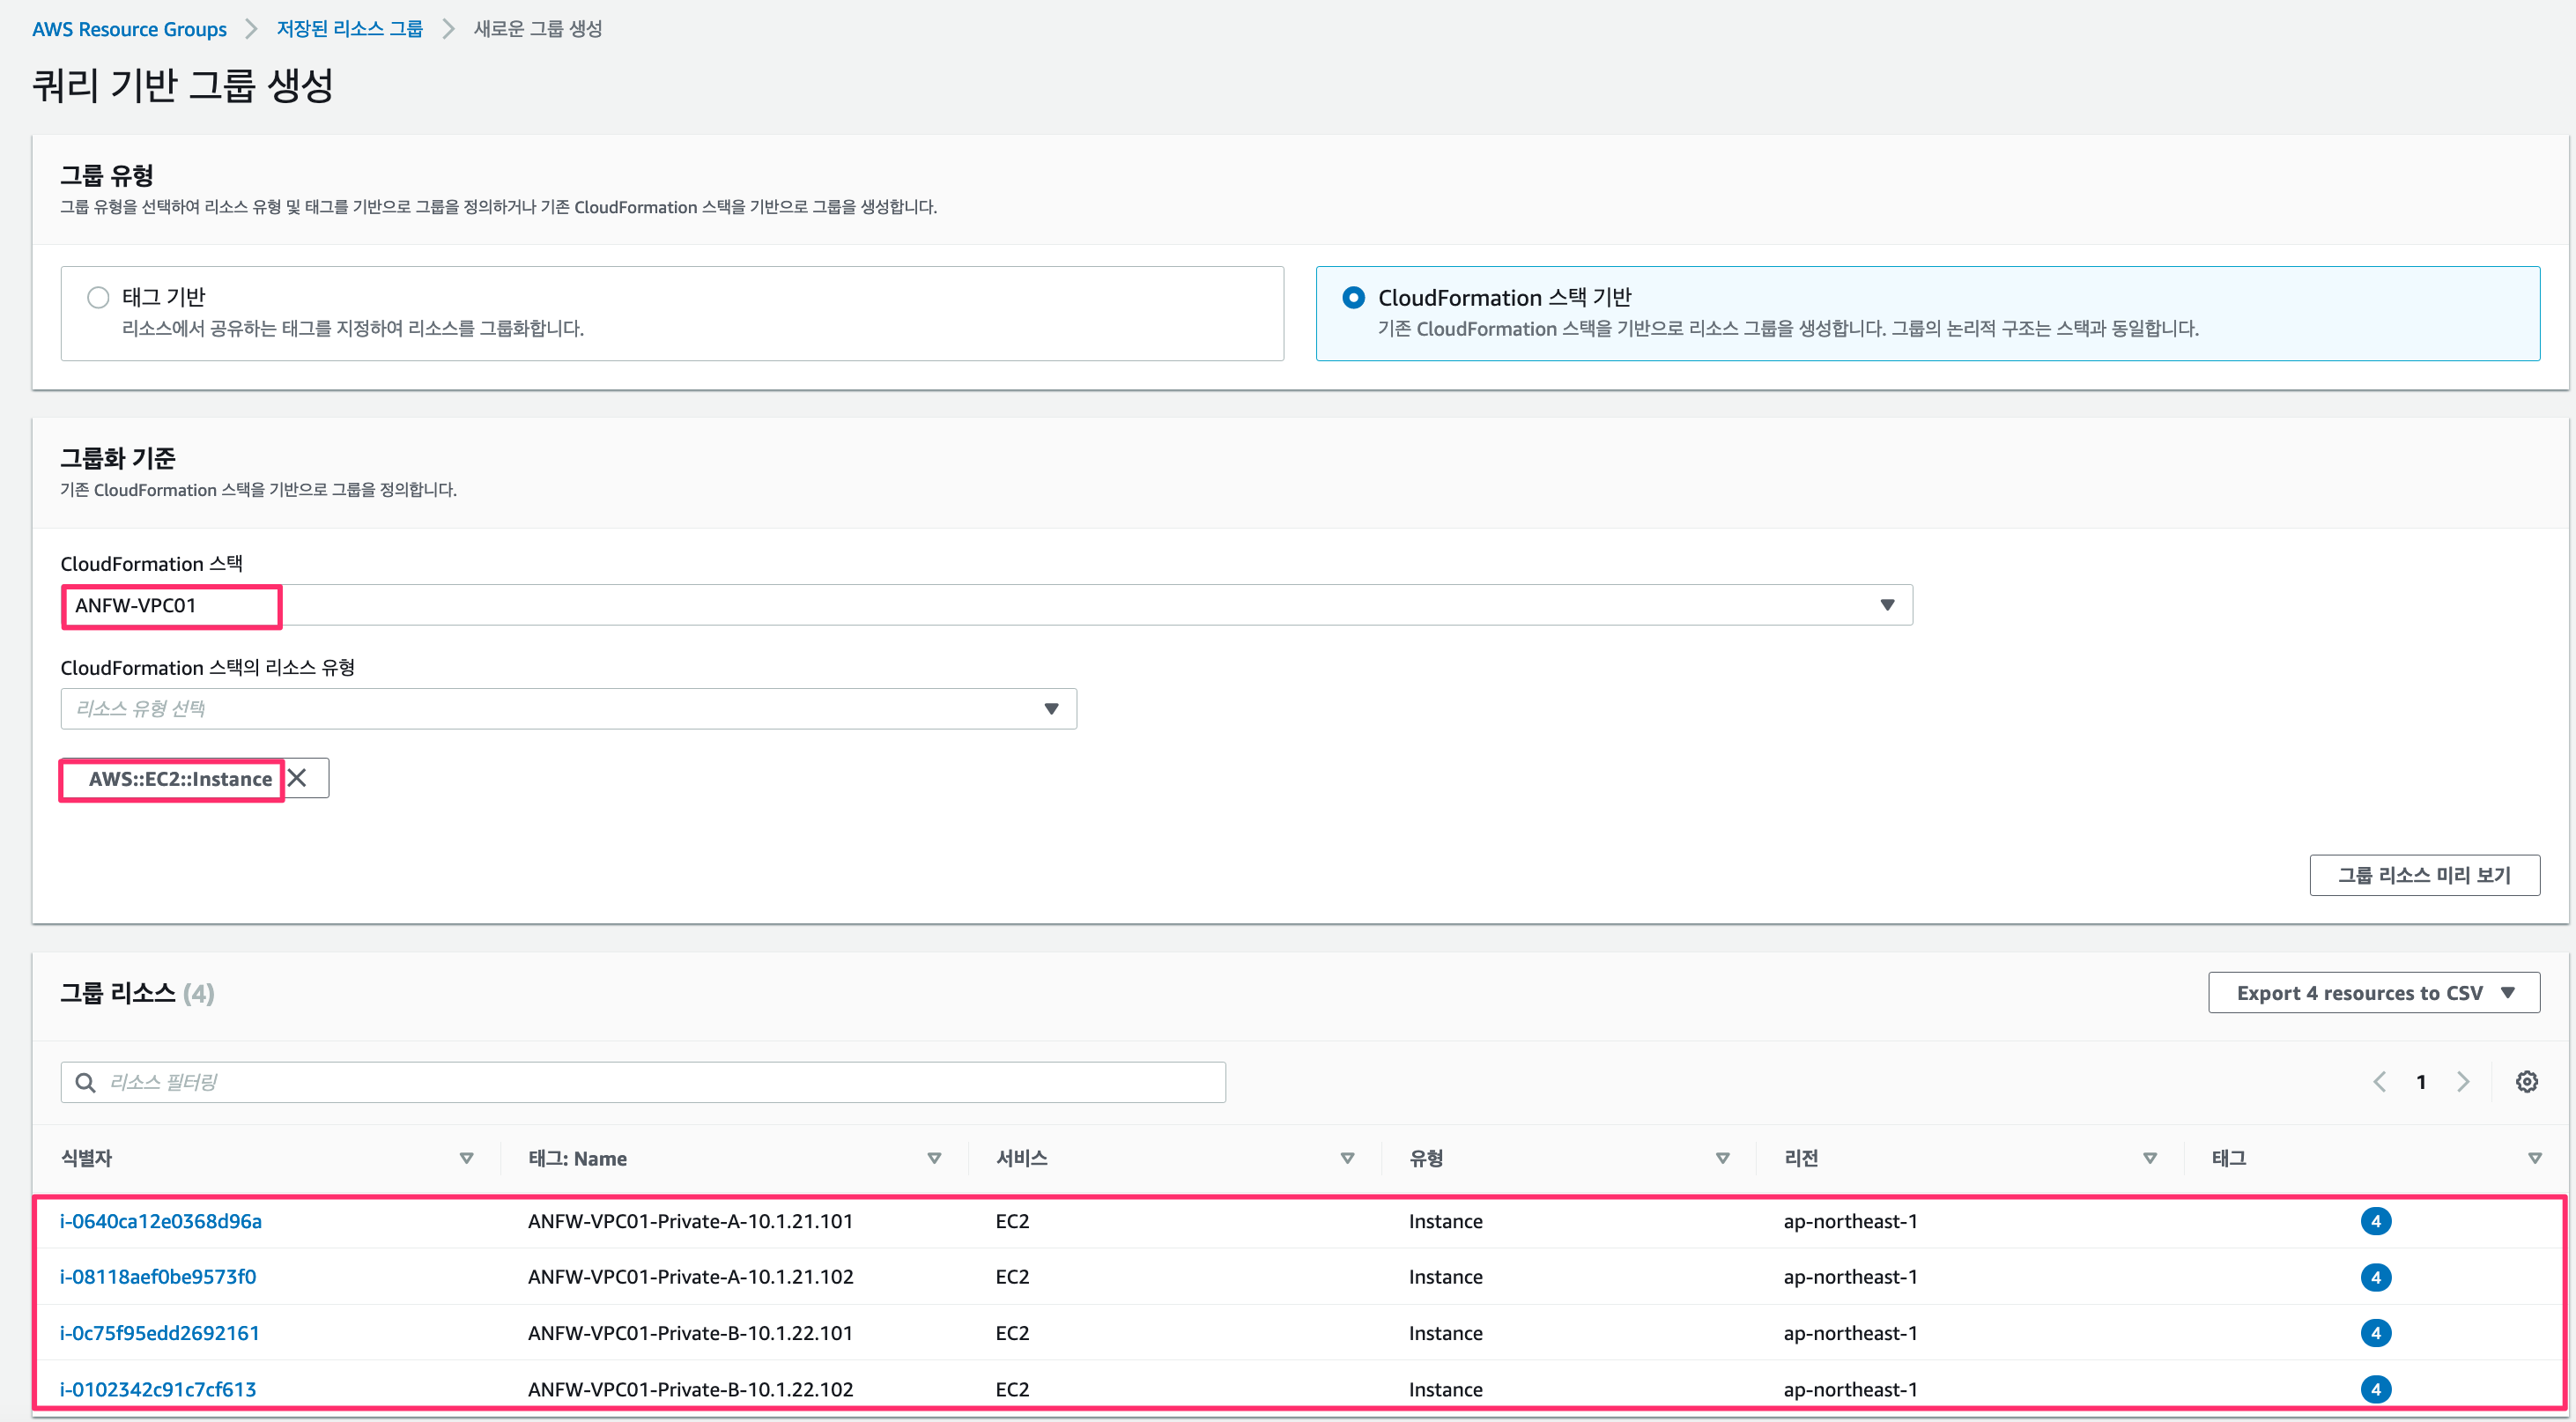 AWS Resource Groups > 저장된 리소스 그룹 > 새로운 그룹 생성
쿼리 기반 그룹 생성
그룹 유형
그룹 유형을 선택하여 리소스 유형 및 태그를 기반으로 그룹을 정의하거나 기존 CloudFormation 스택을 기반으로 그룹을 생성합니다.
태그 기반
리소스에서 공유하는 태그를 지정하여 리소스를 그룹화합니다.
CloudFormation 스택 기반
기존 CloudFormation 스택을 기반으로 리소스 그룹을 생성합니다. 그룹의 논리적 구조는 스택과 동일합니다.
그룹화 기준
기존 CloudFormation 스택을 기반으로 그룹을 정의합니다.
CloudFormation 스택
ANFW-VPC01
CloudFormation 스택의 리소스 유형
리소스 유형 선택
AWS::EC2::Instance
그룹 리소스 미리 보기
그룹 리소스 (4)
Export 4 resources to CSV
리소스 필터링
1
식별자 태그: Name 서비스 유형 리전 태그
i-0640ca12e0368d96a ANFW-VPC01-Private-A-10.1.21.101 EC2 Instance ap-northeast-1 4
i-08118aef0be9573f0 ANFW-VPC01-Private-A-10.1.21.102 EC2 Instance ap-northeast-1 4
i-0c75f95edd2692161 ANFW-VPC01-Private-B-10.1.22.101 EC2 Instance ap-northeast-1 4
i-0102342c91c7cf613 ANFW-VPC01-Private-B-10.1.22.102 EC2 Instance ap-northeast-1 4